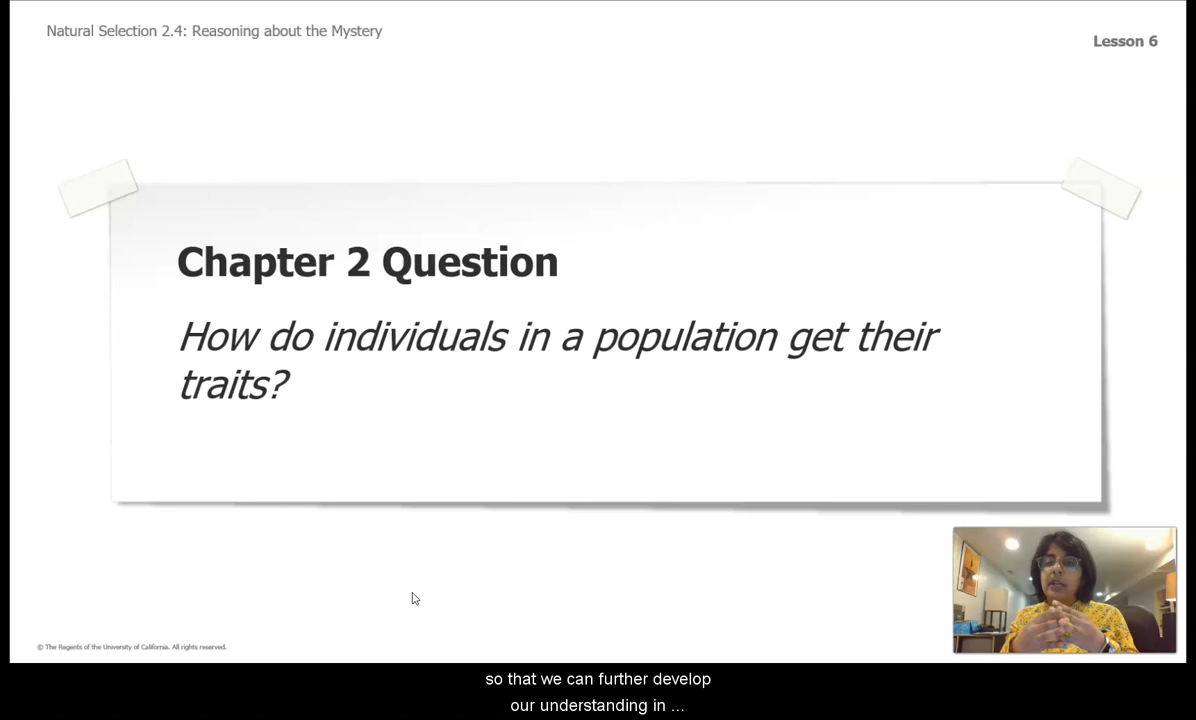 Natural Selection 2.4: Reasoning about the Mystery
Lesson 6
Chapter 2 Question
How do individuals in a population get their
traits?
© The Regents of the University of California. All rights reserved.
so that we can further develop
our understanding in ...